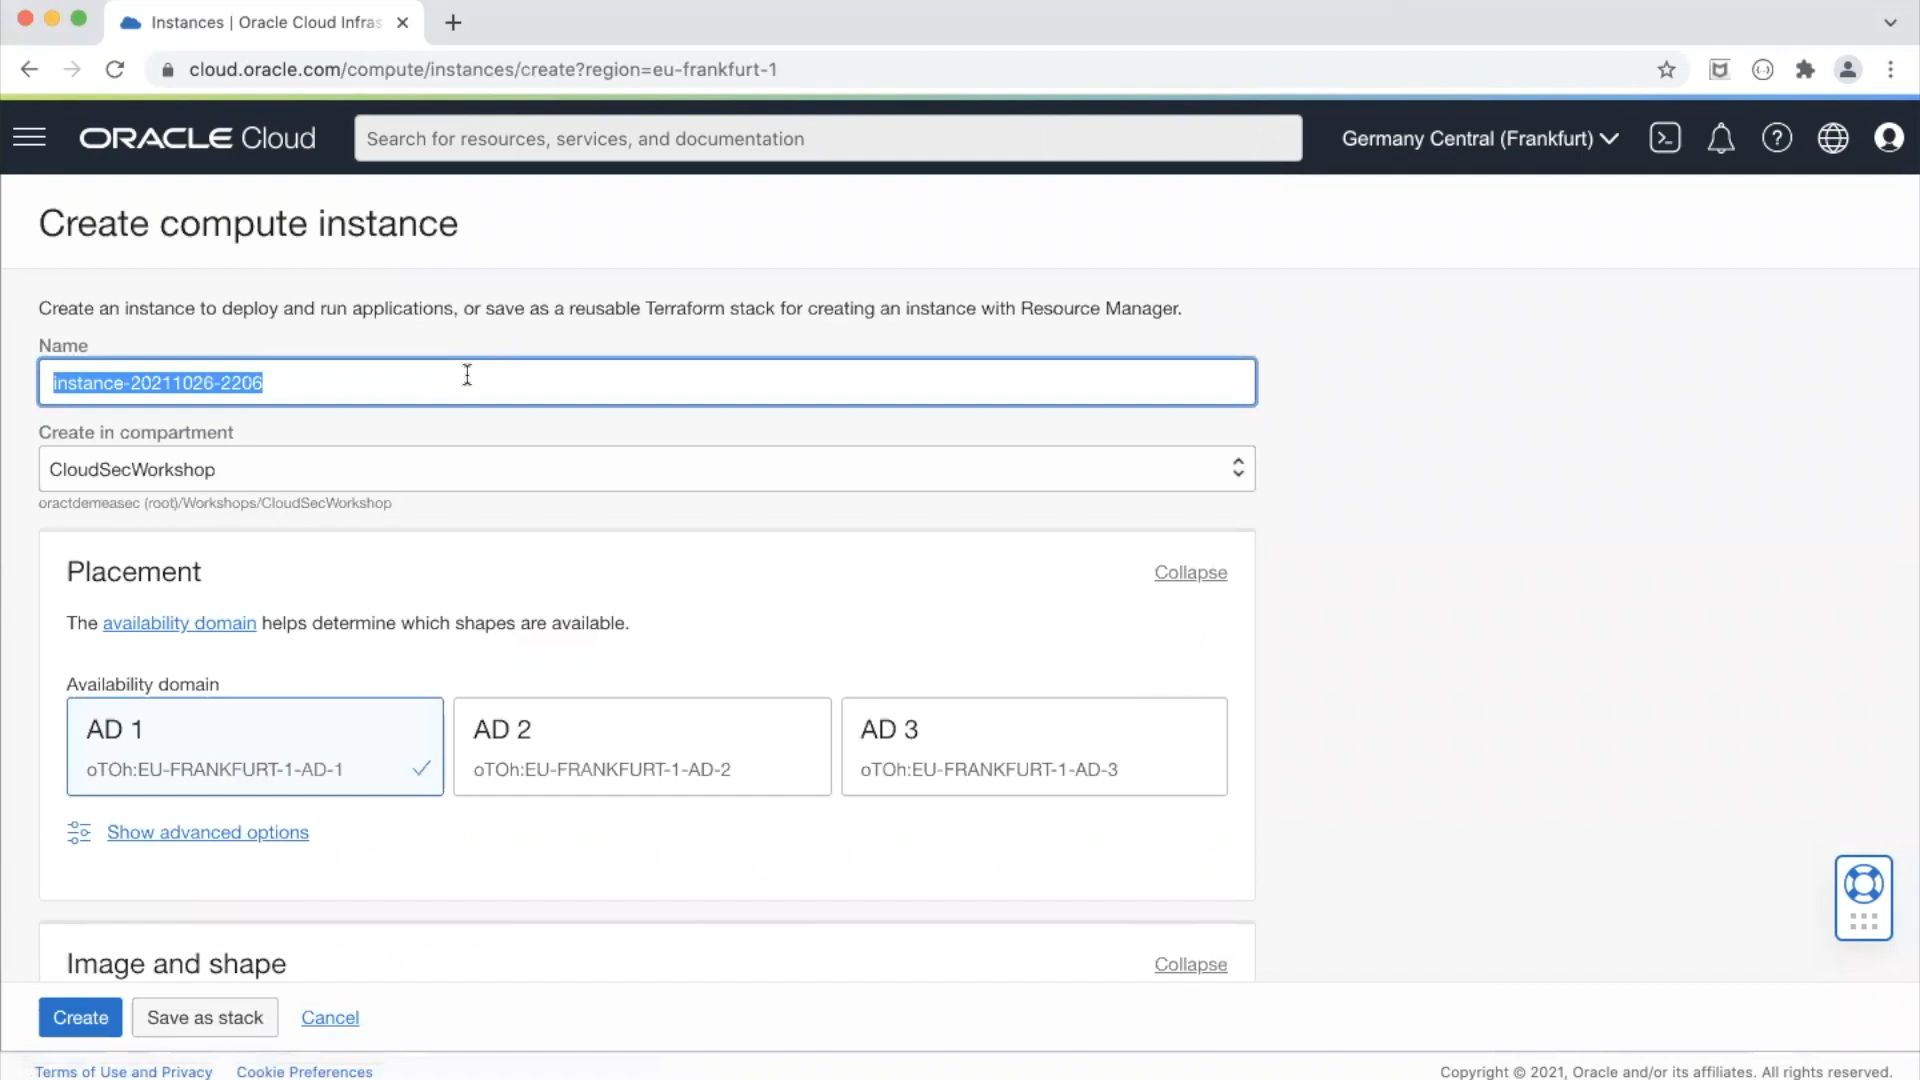 Instances | Oracle Cloud Infras
cloud.oracle.com/compute/instances/create?region=eu-frankfurt-1
ORACLE Cloud
Search for resources, services, and documentation
Germany Central (Frankfurt)
Create compute instance
Create an instance to deploy and run applications, or save as a reusable Terraform stack for creating an instance with Resource Manager.
Name
instance-20211026-2206
Create in compartment
CloudSecWorkshop
oractdemeasec (root)/Workshops/CloudSecWorkshop
Placement
Collapse
The availability domain helps determine which shapes are available.
Availability domain
AD 1
oTOh:EU-FRANKFURT-1-AD-1
AD 2
oTOh:EU-FRANKFURT-1-AD-2
AD 3
oTOh:EU-FRANKFURT-1-AD-3
Show advanced options
Image and shape
Collapse
Create
Save as stack
Cancel
Terms of Use and Privacy
Cookie Preferences
Copyright © 2021, Oracle and/or its affiliates. All rights reserved.